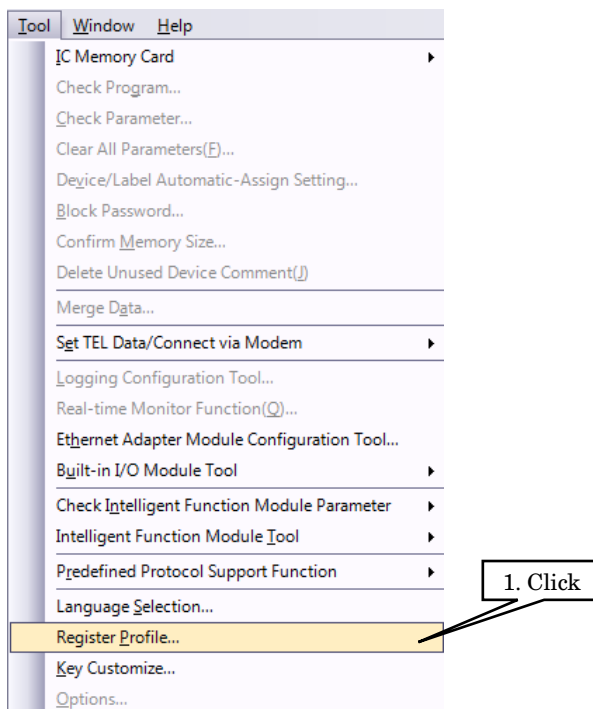 Tool Window Help
IC Memory Card
Check Program...
Check Parameter...
Clear All Parameters(F)...
Device/Label Automatic-Assign Setting...
Block Password...
Confirm Memory Size...
Delete Unused Device Comment(J)
Merge Data...
Set TEL Data/Connect via Modem
Logging Configuration Tool...
Real-time Monitor Function(Q)...
Ethernet Adapter Module Configuration Tool...
Built-in I/O Module Tool
Check Intelligent Function Module Parameter
Intelligent Function Module Tool
Predefined Protocol Support Function
1. Click
Language Selection...
Register Profile...
Key Customize...
Options...